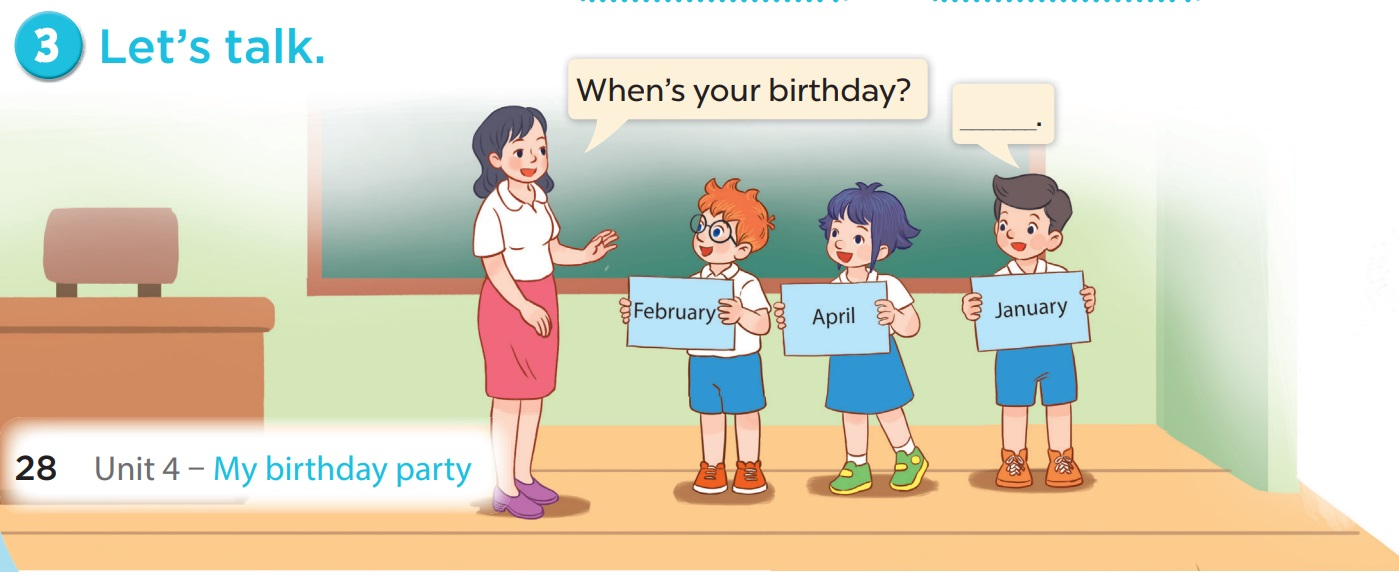 3 Let's talk.
When's your birthday?
______.
February
April
January
28 Unit 4 – My birthday party